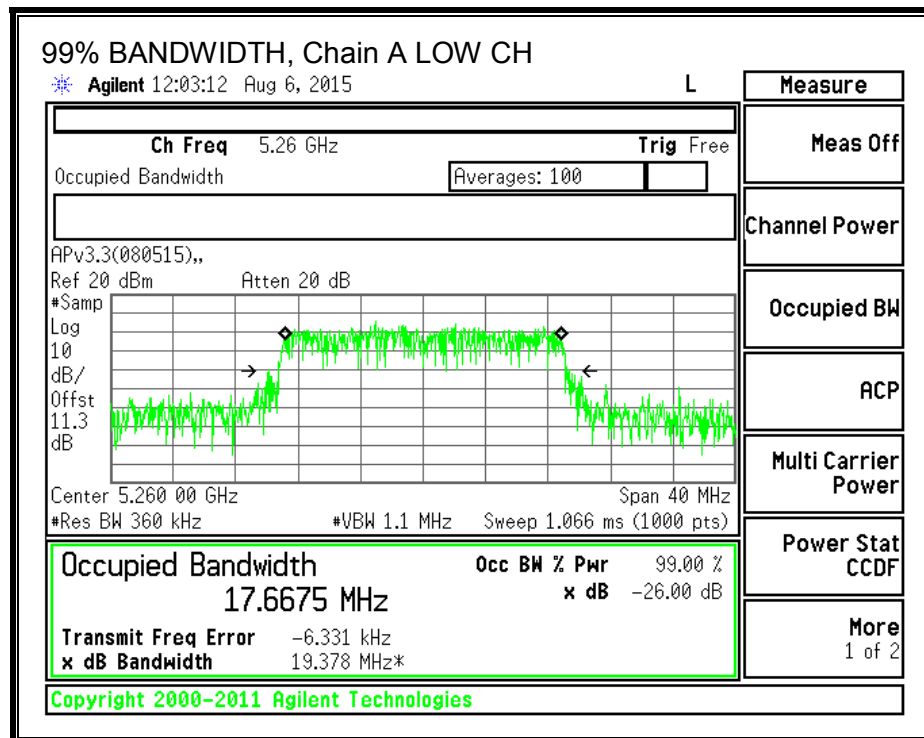 99% BANDWIDTH, Chain A LOW CH
Agilent 12:03:12 Aug 6, 2015 L
Measure
Ch Freq 5.26 GHz Trig Free
Meas Off
Occupied Bandwidth Averages: 100
Channel Power
APv3.3(080515),,
Ref 20 dBm Atten 20 dB
#Samp
Log
10
dB/
Offst
11.3
dB
Occupied BW
ACP
Multi Carrier
Power
Center 5.260 00 GHz Span 40 MHz
#Res BW 360 kHz #VBW 1.1 MHz Sweep 1.066 ms (1000 pts)
Power Stat
CCDF
Occupied Bandwidth Occ BW % Pwr 99.00 %
17.6675 MHz x dB -26.00 dB
Transmit Freq Error -6.331 kHz
x dB Bandwidth 19.378 MHz*
More
1 of 2
Copyright 2000-2011 Agilent Technologies